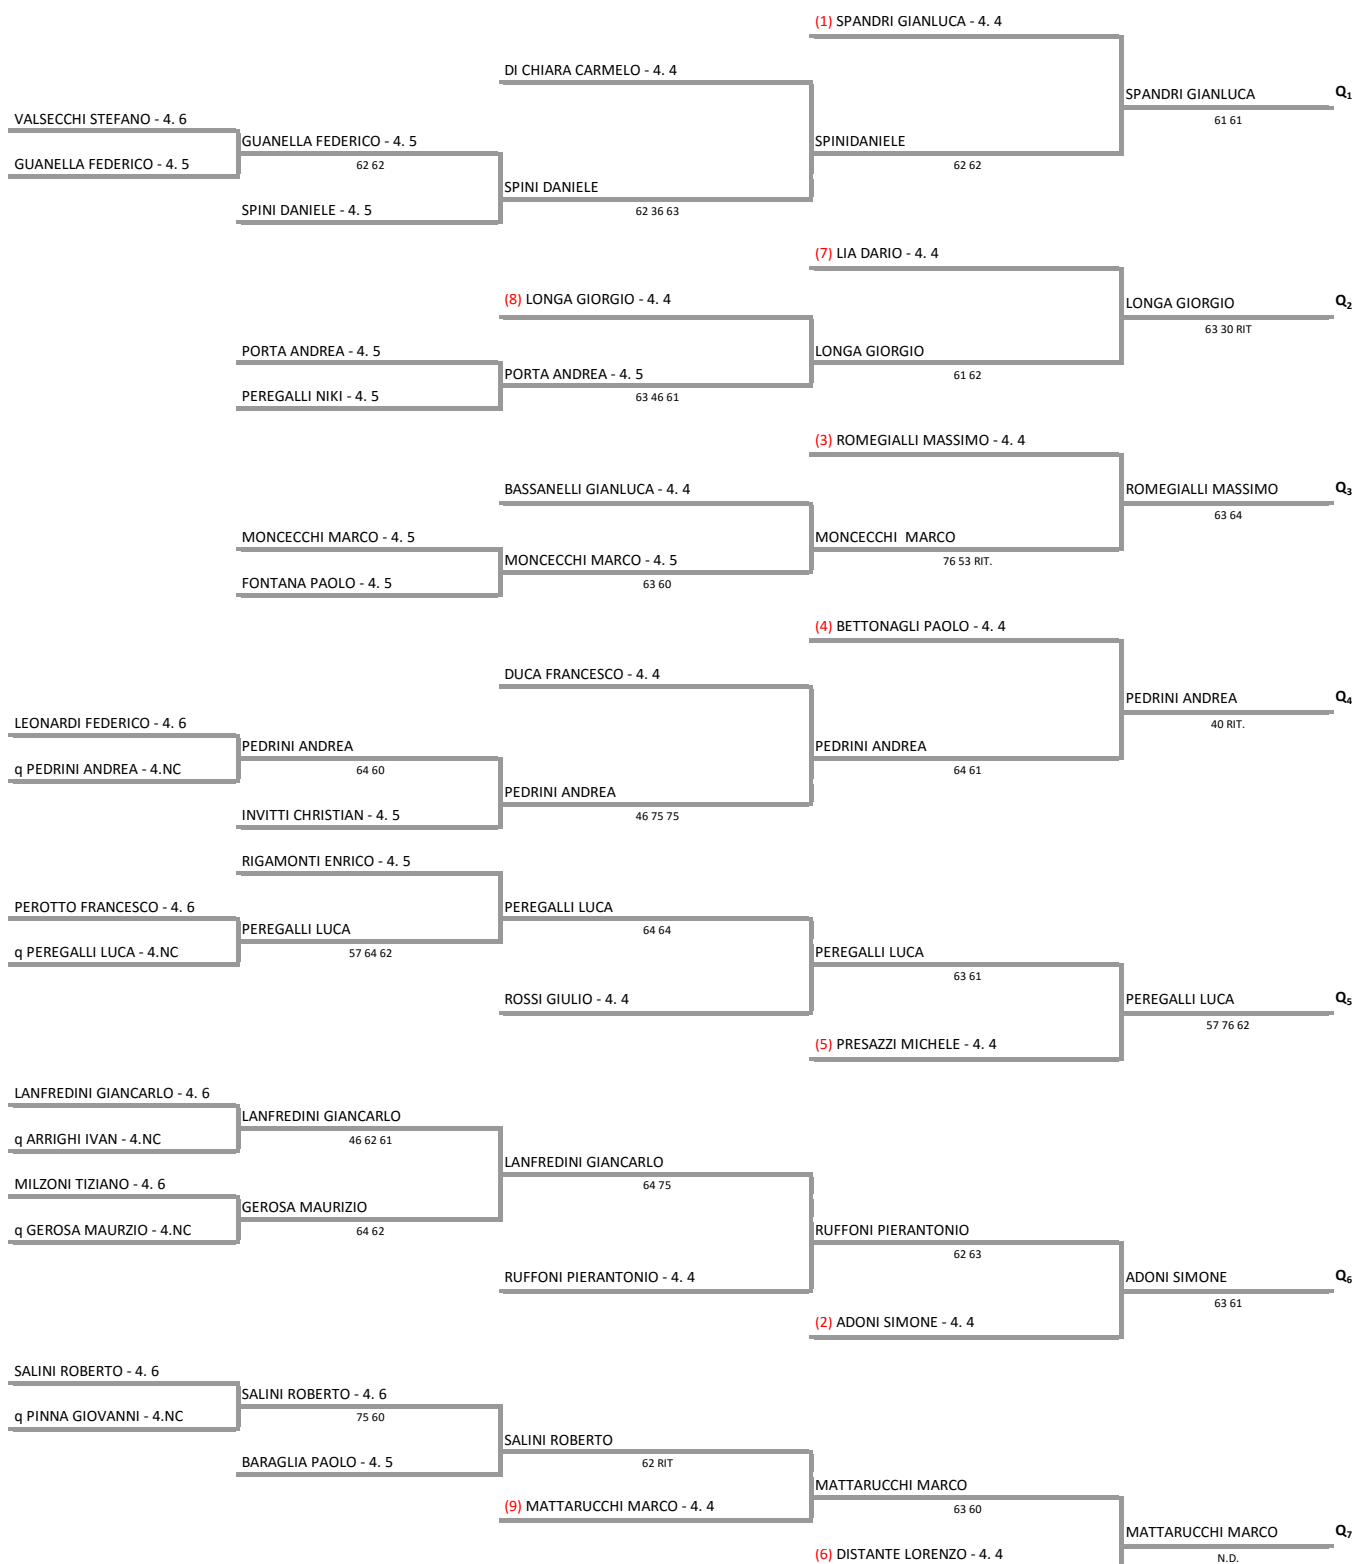 (1) SPANDRI GIANLUCA - 4. 4
DI CHIARA CARMELO - 4. 4
SPANDRI GIANLUCA Q1
VALSECCHI STEFANO - 4. 6
61 61
GUANELLA FEDERICO - 4. 5 SPINIDANIELE
GUANELLA FEDERICO - 4. 5 62 62 62 62
SPINI DANIELE
SPINI DANIELE - 4. 5 62 36 63
(7) LIA DARIO - 4. 4
(8) LONGA GIORGIO - 4. 4 LONGA GIORGIO Q2
63 30 RIT
PORTA ANDREA - 4. 5 LONGA GIORGIO
PORTA ANDREA - 4. 5 61 62
PEREGALLI NIKI - 4. 5 63 46 61
(3) ROMEGIALLI MASSIMO - 4. 4
BASSANELLI GIANLUCA - 4. 4 ROMEGIALLI MASSIMO Q3
63 64
MONCECCHI MARCO - 4. 5 MONCECCHI  MARCO
MONCECCHI MARCO - 4. 5 76 53 RIT.
FONTANA PAOLO - 4. 5 63 60
(4) BETTONAGLI PAOLO - 4. 4
DUCA FRANCESCO - 4. 4
PEDRINI ANDREA Q4
LEONARDI FEDERICO - 4. 6 40 RIT.
PEDRINI ANDREA PEDRINI ANDREA
q PEDRINI ANDREA - 4.NC 64 60 64 61
PEDRINI ANDREA
INVITTI CHRISTIAN - 4. 5 46 75 75
RIGAMONTI ENRICO - 4. 5
PEROTTO FRANCESCO - 4. 6 PEREGALLI LUCA
PEREGALLI LUCA 64 64
q PEREGALLI LUCA - 4.NC 57 64 62 PEREGALLI LUCA
63 61
ROSSI GIULIO - 4. 4 PEREGALLI LUCA Q5
57 76 62
(5) PRESAZZI MICHELE - 4. 4
LANFREDINI GIANCARLO - 4. 6
LANFREDINI GIANCARLO
q ARRIGHI IVAN - 4.NC 46 62 61
LANFREDINI GIANCARLO
MILZONI TIZIANO - 4. 6 64 75
GEROSA MAURIZIO
q GEROSA MAURZIO - 4.NC 64 62 RUFFONI PIERANTONIO
62 63
RUFFONI PIERANTONIO - 4. 4 ADONI SIMONE Q6
63 61
(2) ADONI SIMONE - 4. 4
SALINI ROBERTO - 4. 6
SALINI ROBERTO - 4. 6
q PINNA GIOVANNI - 4.NC 75 60
SALINI ROBERTO
BARAGLIA PAOLO - 4. 5 62 RIT
MATTARUCCHI MARCO
(9) MATTARUCCHI MARCO - 4. 4 63 60
MATTARUCCHI MARCO Q7
(6) DISTANTE LORENZO - 4. 4 N.D.